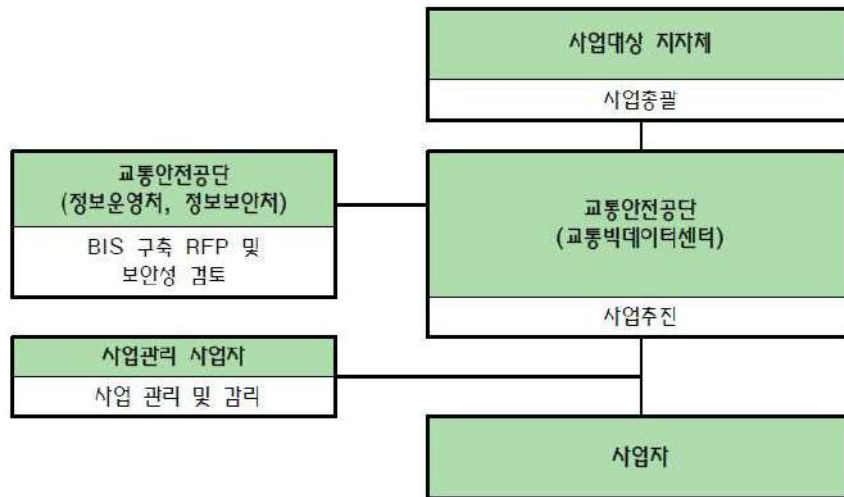 사업대상 지자체
사업총괄
교통안전공단
(정보운영처, 정보보안처)
BIS 구축 RFP 및
보안성 검토
교통안전공단
(교통빅데이터센터)
사업추진
사업관리 사업자
사업 관리 및 감리
사업자